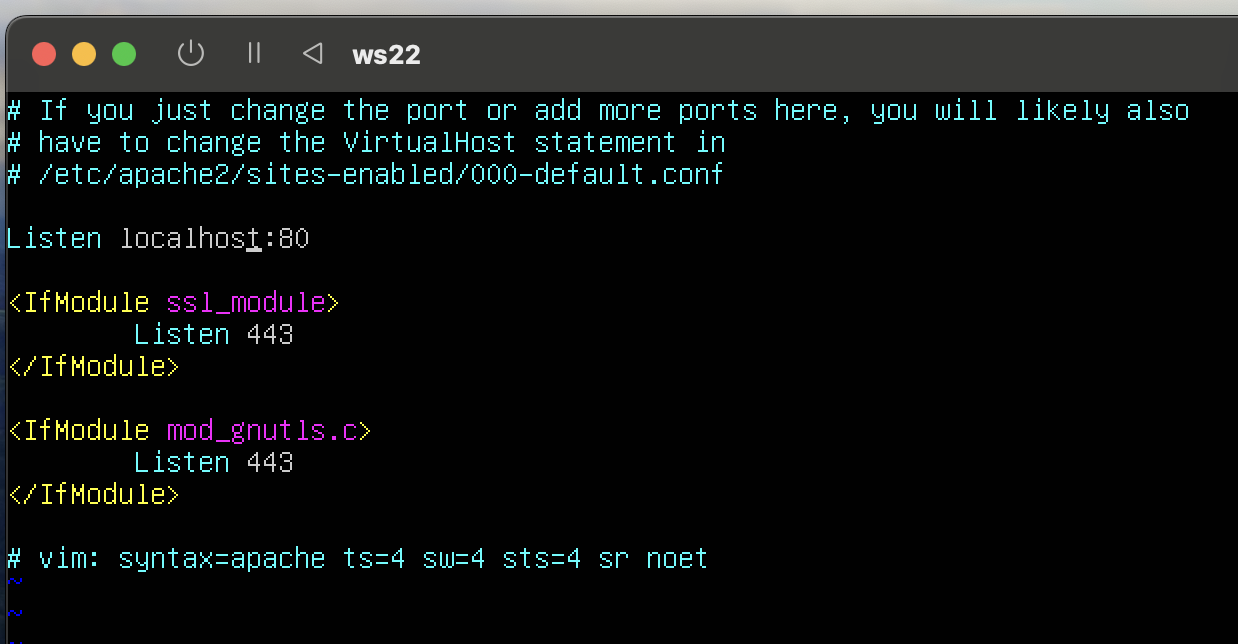 ws22
# If you just change the port or add more ports here, you will likely also
# have to change the VirtualHost statement in
# /etc/apache2/sites-enabled/000-default.conf
Listen localhost:80
<IfModule ssl_module>
Listen 443
</IfModule>
<IfModule mod_gnutls.c>
Listen 443
</IfModule>
# vim: syntax=apache ts=4 sw=4 sts=4 sr noet
~
~
~